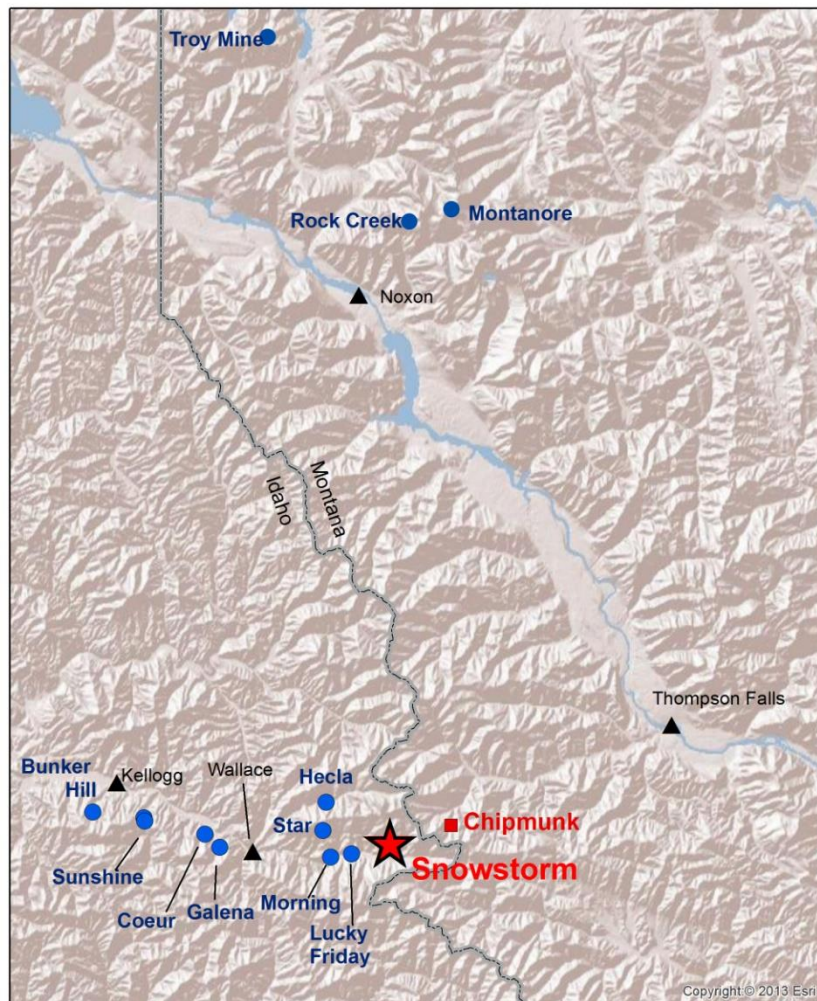 Troy Mine
Rock Creek
Montanore
Noxon
Montana
Idaho
Thompson Falls
Bunker
Hill
Kellogg
Wallace
Hecla
Star
Chipmunk
Snowstorm
Sunshine
Coeur
Galena
Morning
Lucky
Friday
Copyright:© 2013 Esri